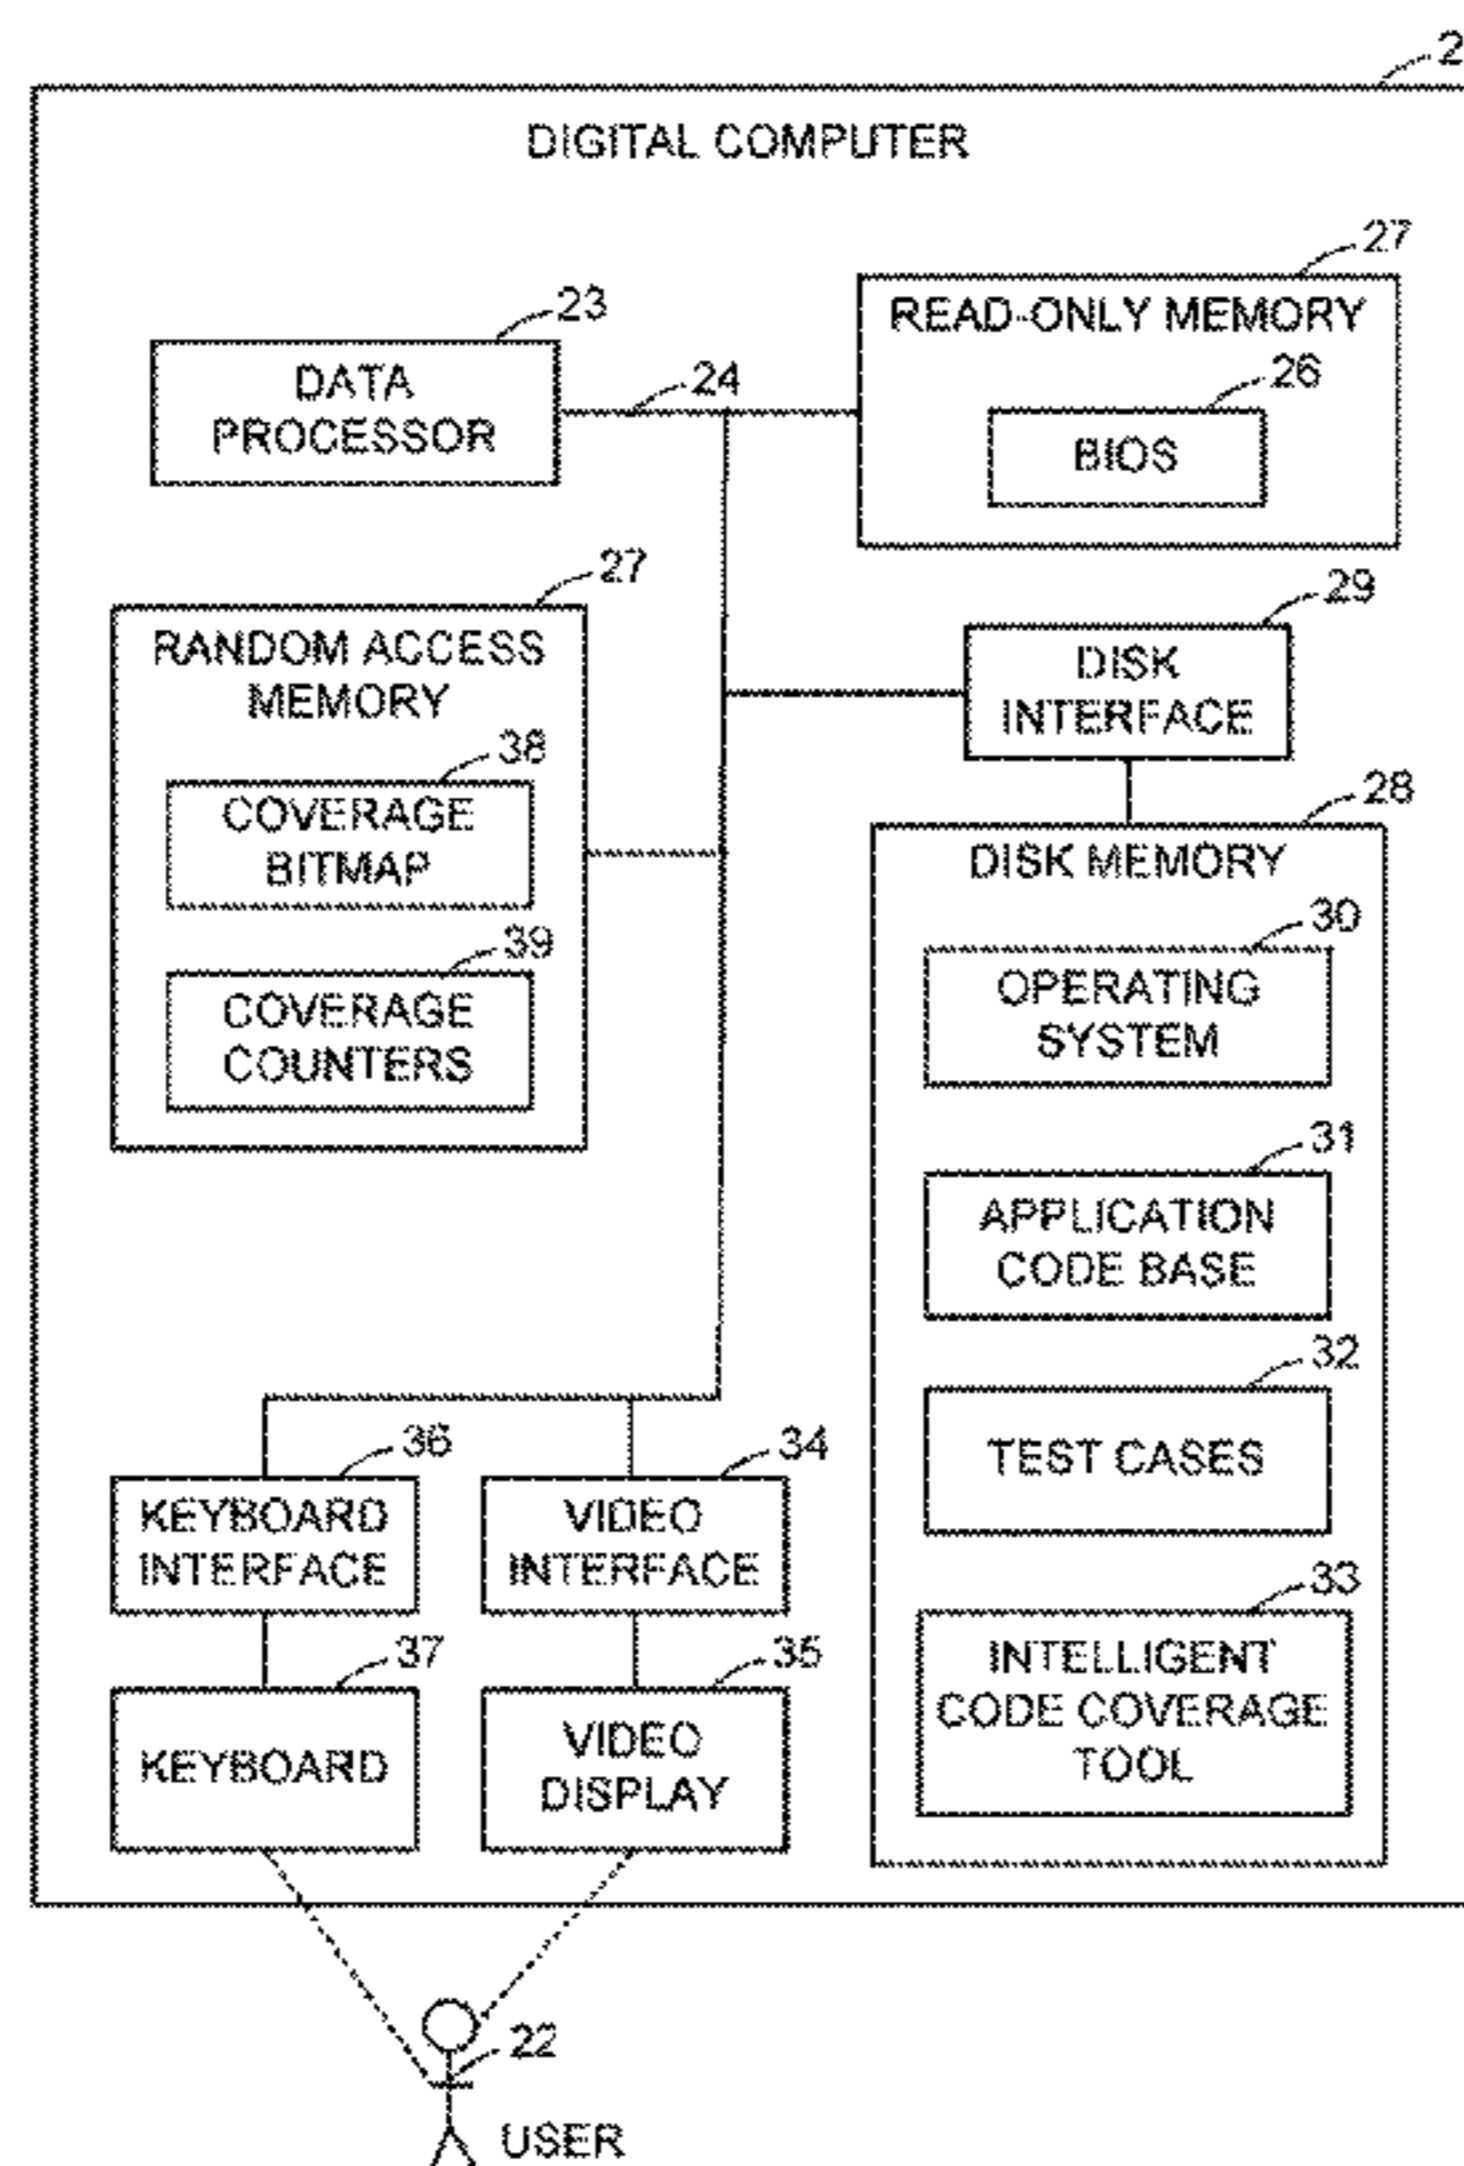 2
DIGITAL COMPUTER
27
READ-ONLY MEMORY
26
BIOS
23
DATA
PROCESSOR
24
27
RANDOM ACCESS
MEMORY
38
COVERAGE
BITMAP
39
COVERAGE
COUNTERS
29
DISK
INTERFACE
28
DISK MEMORY
30
OPERATING
SYSTEM
31
APPLICATION
CODE BASE
32
TEST CASES
33
INTELLIGENT
CODE COVERAGE
TOOL
36
KEYBOARD
INTERFACE
34
VIDEO
INTERFACE
37
KEYBOARD
35
VIDEO
DISPLAY
22
USER